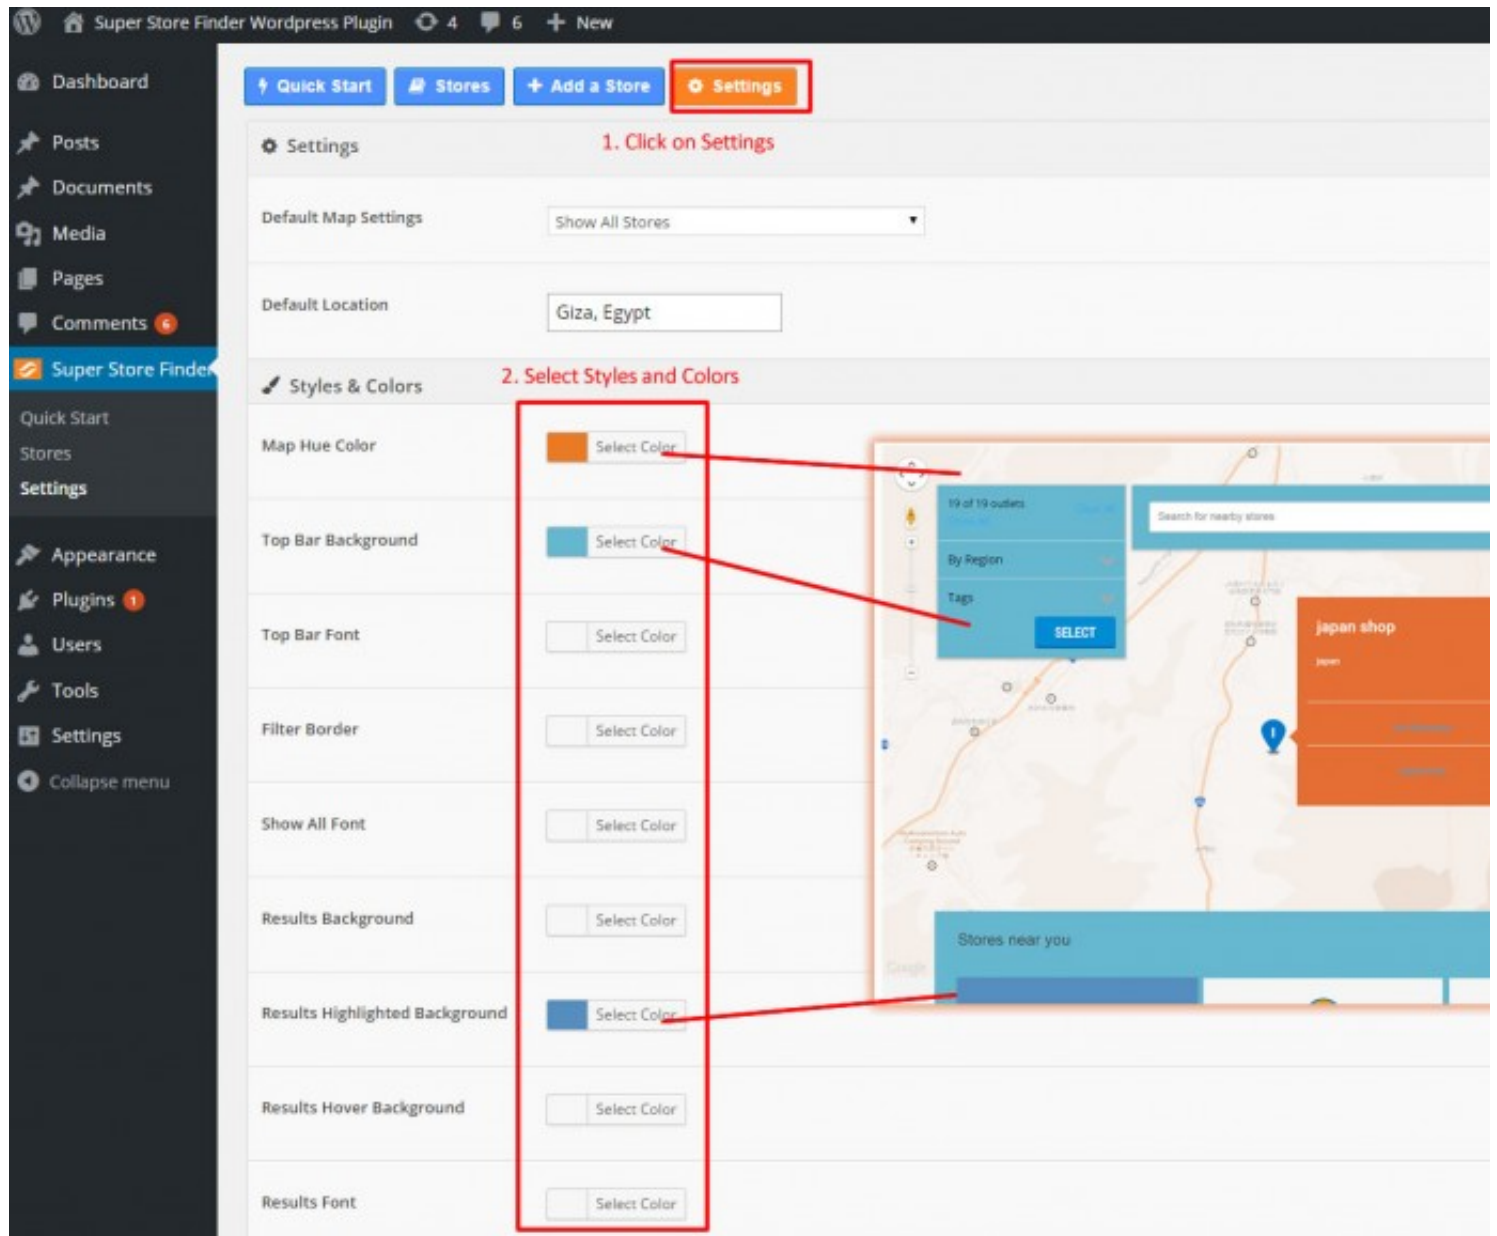 Super Store Finder Wordpress Plugin 4 6 + New
Dashboard
Posts
Documents
Media
Pages
Comments 6
Super Store Finder
Quick Start
Stores
Settings
Appearance
Plugins 1
Users
Tools
Settings
Collapse menu
Quick Start
Stores
+ Add a Store
Settings
1. Click on Settings
Settings
Default Map Settings
Show All Stores
Default Location
Giza, Egypt
Styles & Colors
2. Select Styles and Colors
Map Hue Color
Select Color
Top Bar Background
Select Color
Top Bar Font
Select Color
Filter Border
Select Color
Show All Font
Select Color
Results Background
Select Color
Results Highlighted Background
Select Color
Results Hover Background
Select Color
Results Font
Select Color
19 of 19 outlets
By Region
Tags
SELECT
Search for nearby stores
japan shop
japan
Stores near you
Google